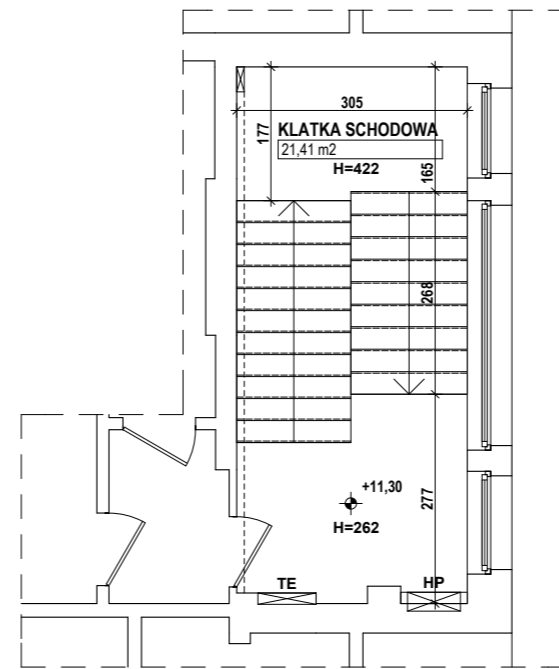 305
177
KLATKA SCHODOWA
21,41 m2
H=422
165
268
+11,30
277
H=262
TE
HP